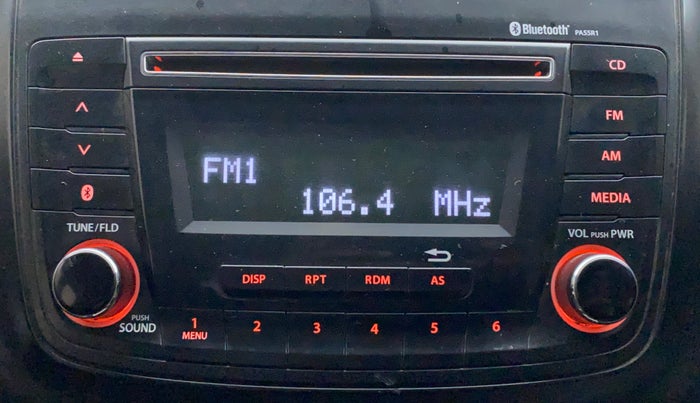 Bluetooth PA5SR1
CD
FM
AM
MEDIA
FM1
106.4 MHz
TUNE/FLD
VOL PUSH PWR
DISP RPT RDM AS
PUSH
SOUND
1 2 3 4 5 6
MENU